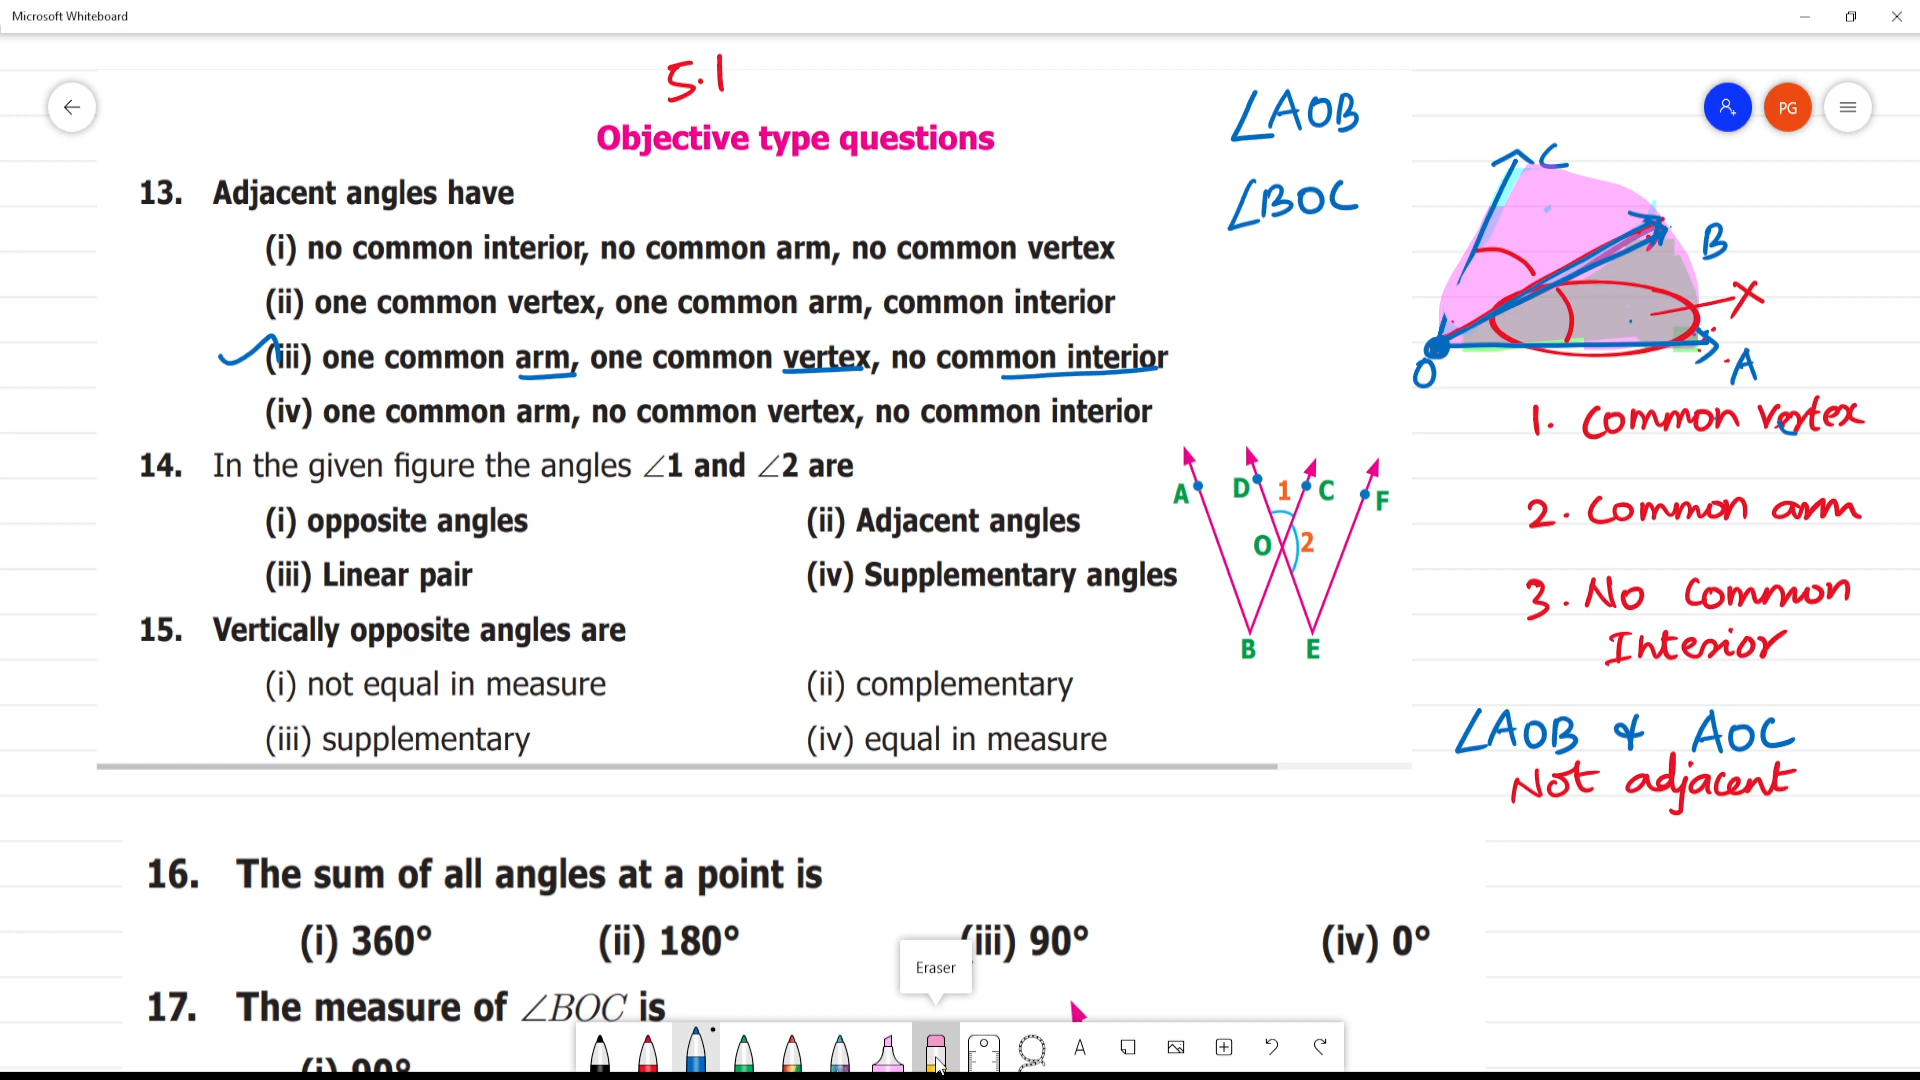 Microsoft Whiteboard
5.1
Objective type questions
∠AOB
∠BOC
PG
C
B
X
A
O
13. Adjacent angles have
(i) no common interior, no common arm, no common vertex
(ii) one common vertex, one common arm, common interior
(iii) one common arm, one common vertex, no common interior
(iv) one common arm, no common vertex, no common interior
1. Common vertex
2. Common arm
3. No Common
Interior
∠AOB & AOC
Not adjacent
14. In the given figure the angles ∠1 and ∠2 are
(i) opposite angles (ii) Adjacent angles
(iii) Linear pair (iv) Supplementary angles
A D 1 C F
O 2
B E
15. Vertically opposite angles are
(i) not equal in measure (ii) complementary
(iii) supplementary (iv) equal in measure
16. The sum of all angles at a point is
(i) 360° (ii) 180° (iii) 90° (iv) 0°
Eraser
17. The measure of ∠BOC is
(i) 90°
A